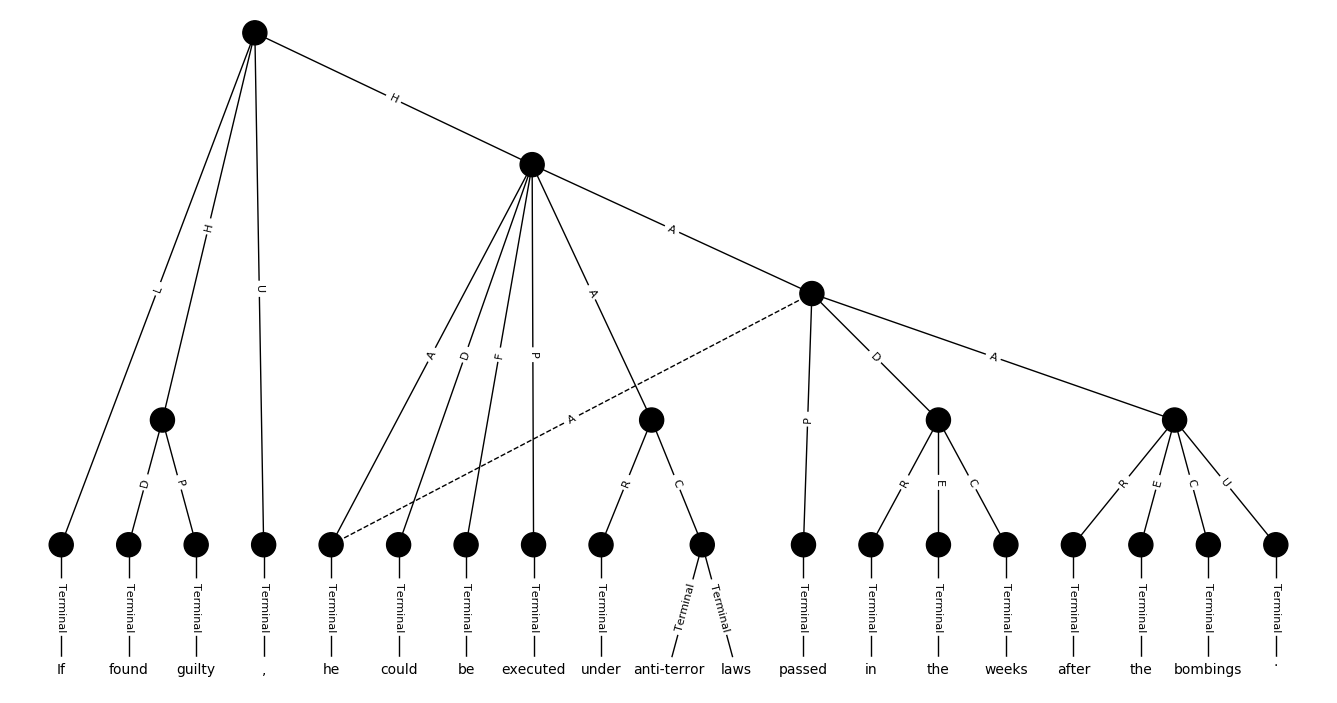 H
H
A
L
U
A
A
D
F
P
D
A
A
P
D
P
R
C
R
E
C
R
E
C
U
Terminal Terminal Terminal Terminal Terminal Terminal Terminal Terminal Terminal Terminal Terminal Terminal Terminal Terminal Terminal Terminal Terminal Terminal Terminal
If found guilty , he could be executed under anti-terror laws passed in the weeks after the bombings .